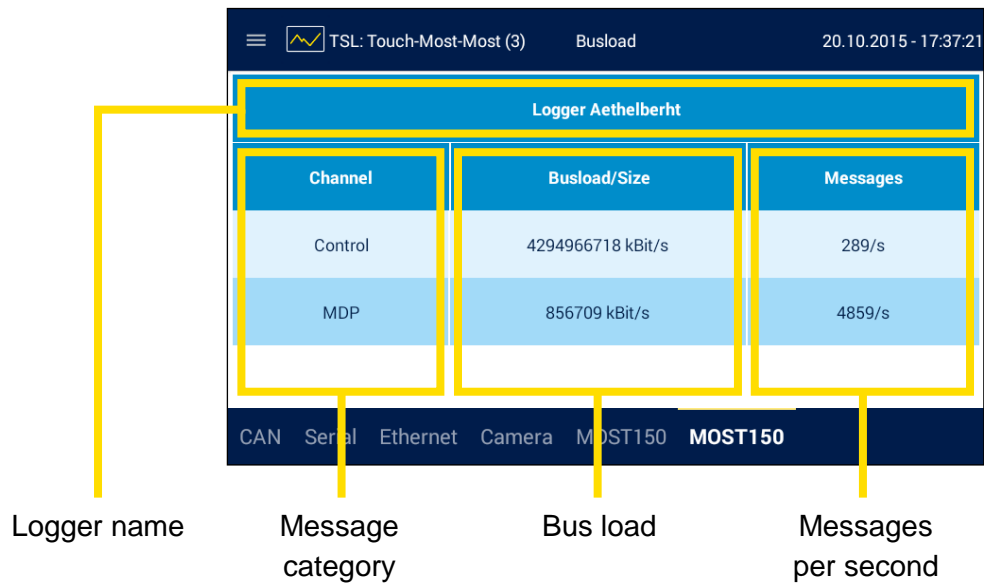 TSL: Touch-Most-Most (3) Busload 20.10.2015 - 17:37:21
Logger Aethelberht
Channel Busload/Size Messages
Control 4294966718 kBit/s 289/s
MDP 856709 kBit/s 4859/s
CAN Serial Ethernet Camera MOST150 MOST150
Logger name Message category Bus load Messages per second